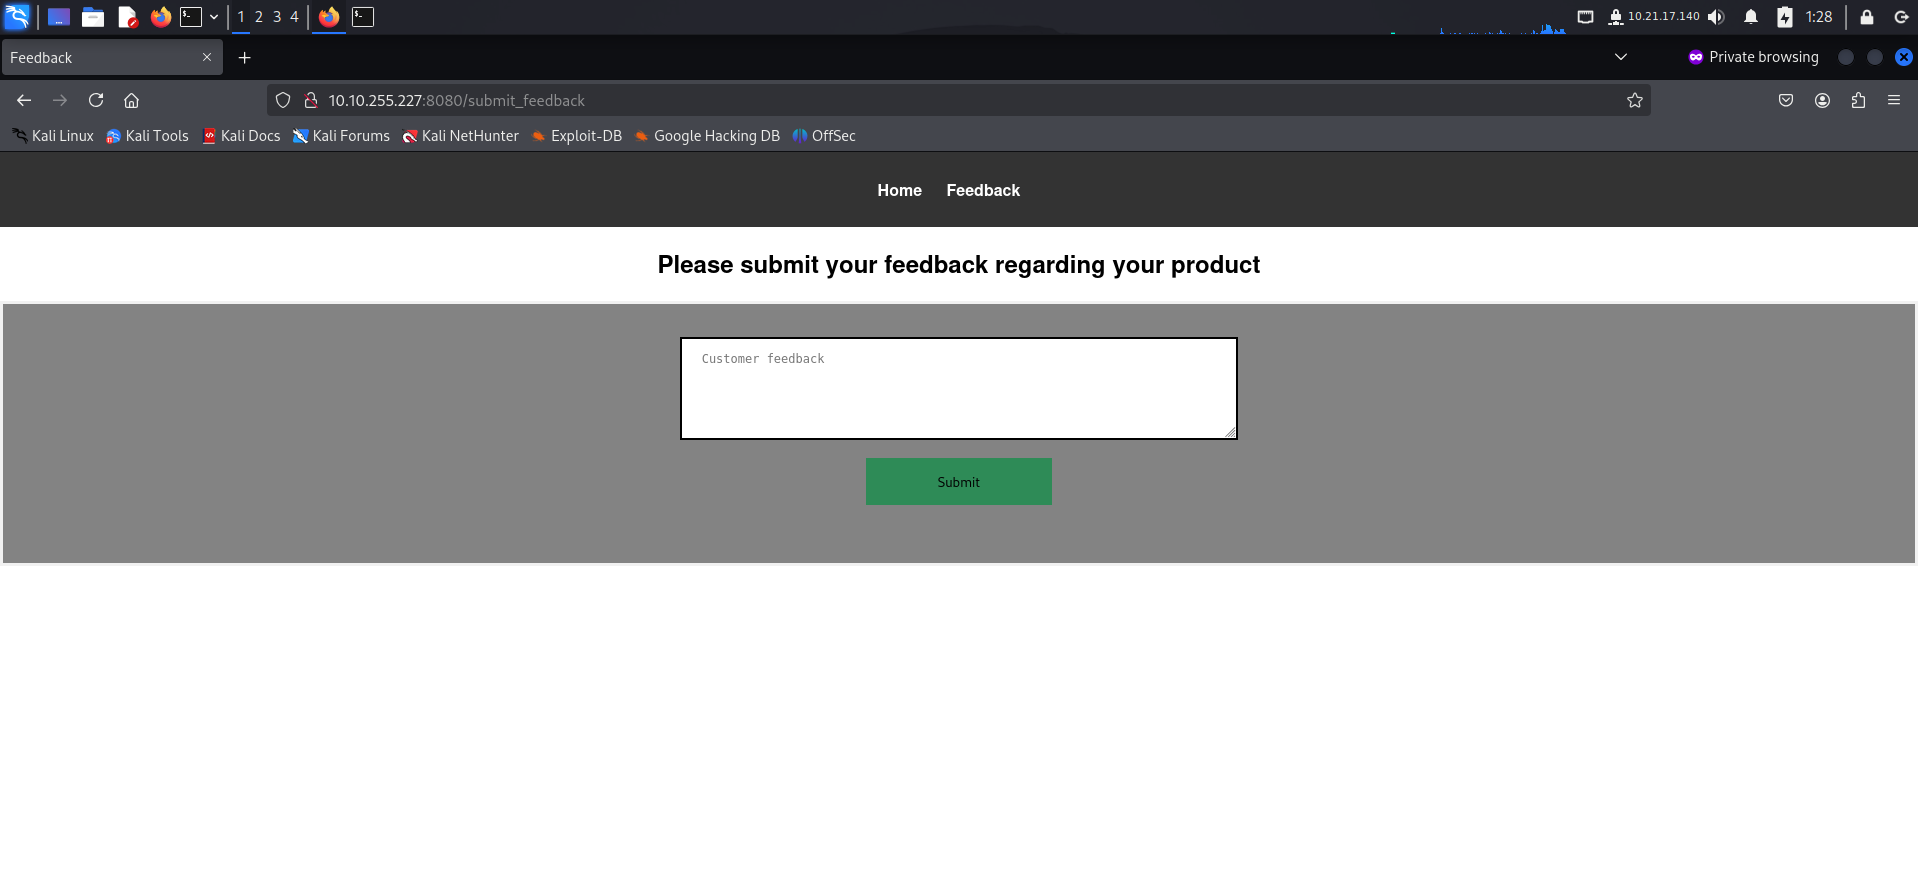 1 2 3 4 10.21.17.140 1:28
Feedback Private browsing
10.10.255.227:8080/submit_feedback
Kali Linux Kali Tools Kali Docs Kali Forums Kali NetHunter Exploit-DB Google Hacking DB OffSec
Home Feedback
Please submit your feedback regarding your product
Customer feedback
Submit